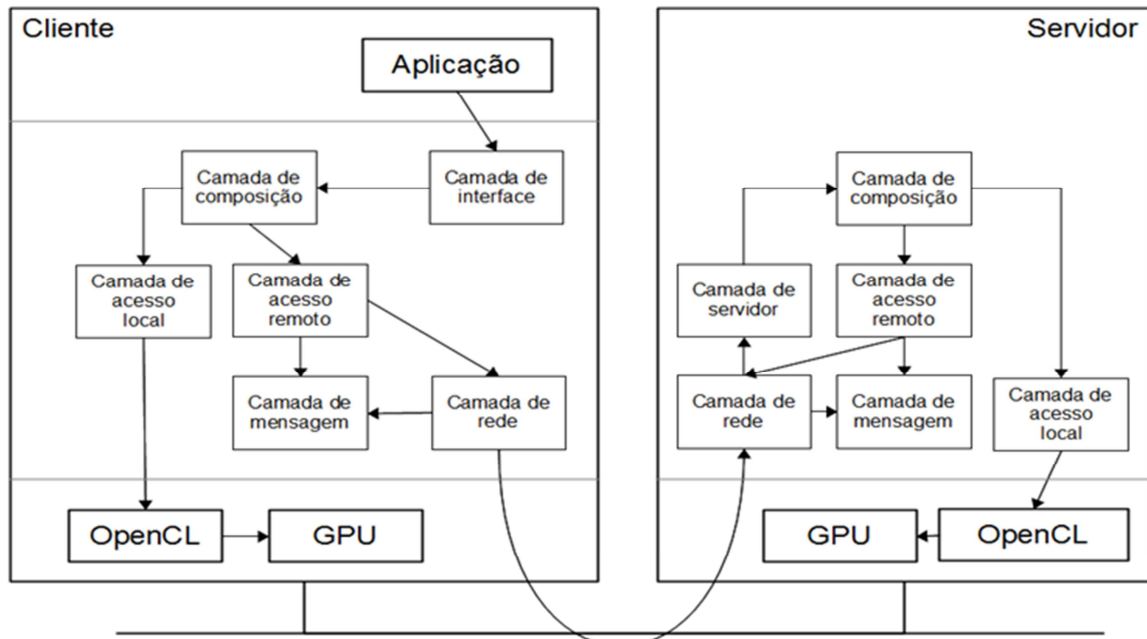 Cliente
Aplicação
Camada de
composição
Camada de
interface
Camada de
acesso
local
Camada de
acesso
remoto
Camada de
mensagem
Camada de
rede
OpenCL
GPU
Servidor
Camada de
composição
Camada de
servidor
Camada de
acesso
remoto
Camada de
rede
Camada de
mensagem
Camada de
acesso
local
GPU
OpenCL